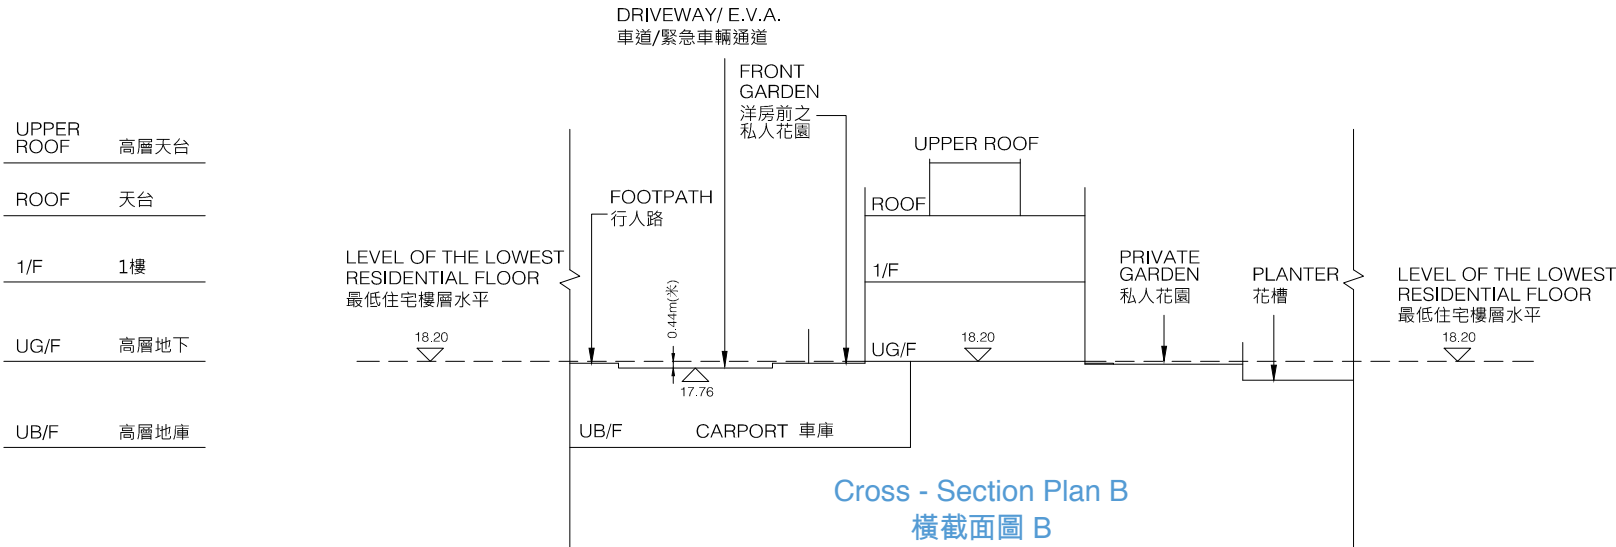 DRIVEWAY/ E.V.A.
車道/緊急車輛通道
FRONT
GARDEN
洋房前之
私人花園
UPPER
ROOF 高層天台
UPPER ROOF
ROOF 天台
FOOTPATH
行人路
ROOF
LEVEL OF THE LOWEST
RESIDENTIAL FLOOR
最低住宅樓層水平
1/F 1樓
1/F
PRIVATE
GARDEN
私人花園
PLANTER
花槽
LEVEL OF THE LOWEST
RESIDENTIAL FLOOR
最低住宅樓層水平
0.44m(米)
UG/F 高層地下
18.20
UG/F
18.20
18.20
17.76
UB/F 高層地庫
UB/F
CARPORT 車庫
Cross - Section Plan B
橫截面圖 B